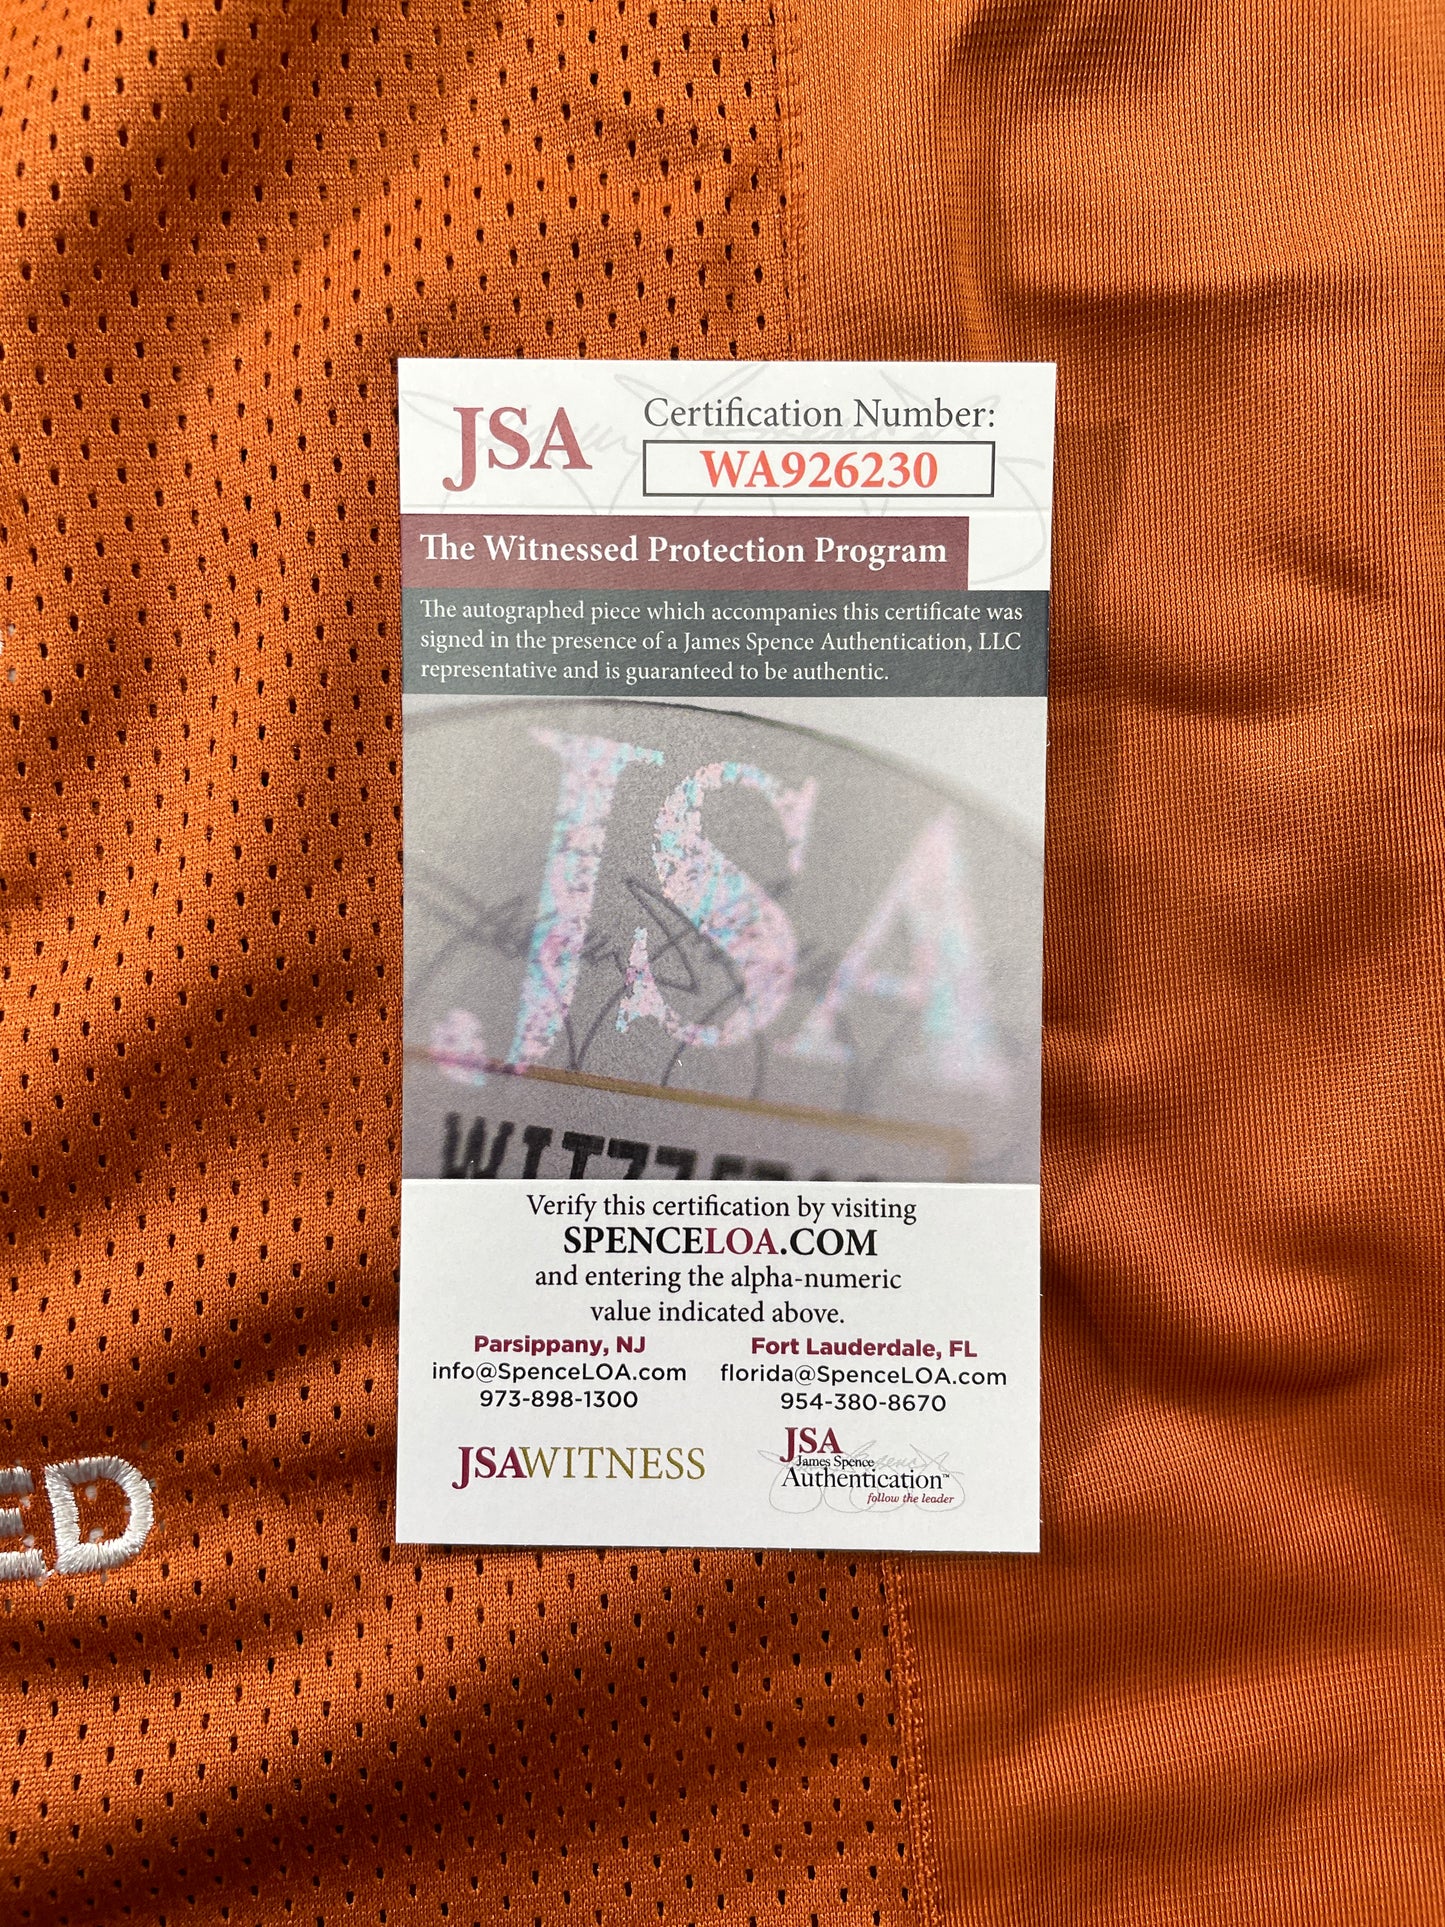 JSA
Certification Number:
WA926230
The Witnessed Protection Program
The autographed piece which accompanies this certificate was
signed in the presence of a James Spence Authentication, LLC
representative and is guaranteed to be authentic.
JSA
Verify this certification by visiting
SPENCELOA.COM
and entering the alpha-numeric
value indicated above.
Parsippany, NJ
info@SpenceLOA.com
973-898-1300
Fort Lauderdale, FL
florida@SpenceLOA.com
954-380-8670
JSAWITNESS
JSA
James Spence
Authentication™
follow the leader
ED